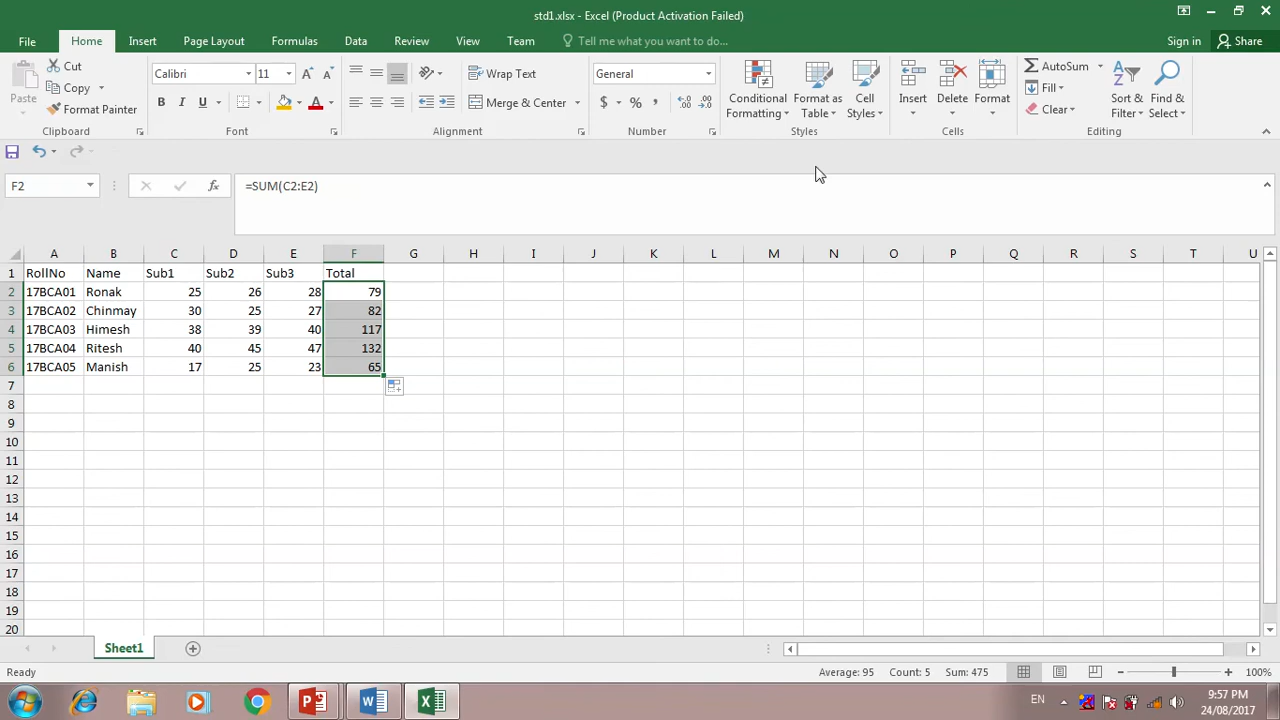 std1.xlsx - Excel (Product Activation Failed)
File Home Insert Page Layout Formulas Data Review View Team Tell me what you want to do... Sign in Share
Paste Cut Copy Format Painter
Clipboard
Calibri 11
B I U A
Font
Wrap Text
Merge & Center
Alignment
General
$ % ,
Number
Conditional Formatting
Format as Table
Cell Styles
Styles
Insert Delete Format
Cells
AutoSum
Fill
Clear
Sort & Filter
Find & Select
Editing
F2 fx =SUM(C2:E2)
A B C D E F G H I J K L M N O P Q R S T U
1 RollNo Name Sub1 Sub2 Sub3 Total
2 17BCA01 Ronak 25 26 28 79
3 17BCA02 Chinmay 30 25 27 82
4 17BCA03 Himesh 38 39 40 117
5 17BCA04 Ritesh 40 45 47 132
6 17BCA05 Manish 17 25 23 65
7
8
9
10
11
12
13
14
15
16
17
18
19
20
Sheet1
Ready Average: 95 Count: 5 Sum: 475 100%
EN 9:57 PM
24/08/2017